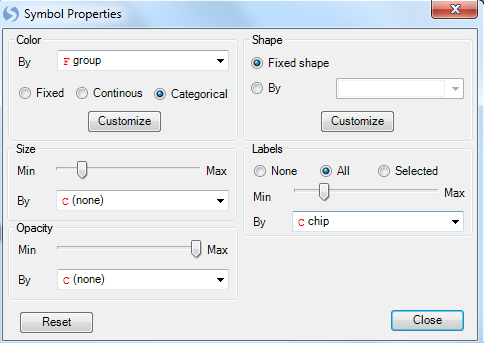 Symbol Properties
Color
By F group
Fixed Continous Categorical
Customize
Shape
Fixed shape
By
Customize
Size
Min Max
By C (none)
Labels
None All Selected
Min Max
By C chip
Opacity
Min Max
By C (none)
Reset
Close